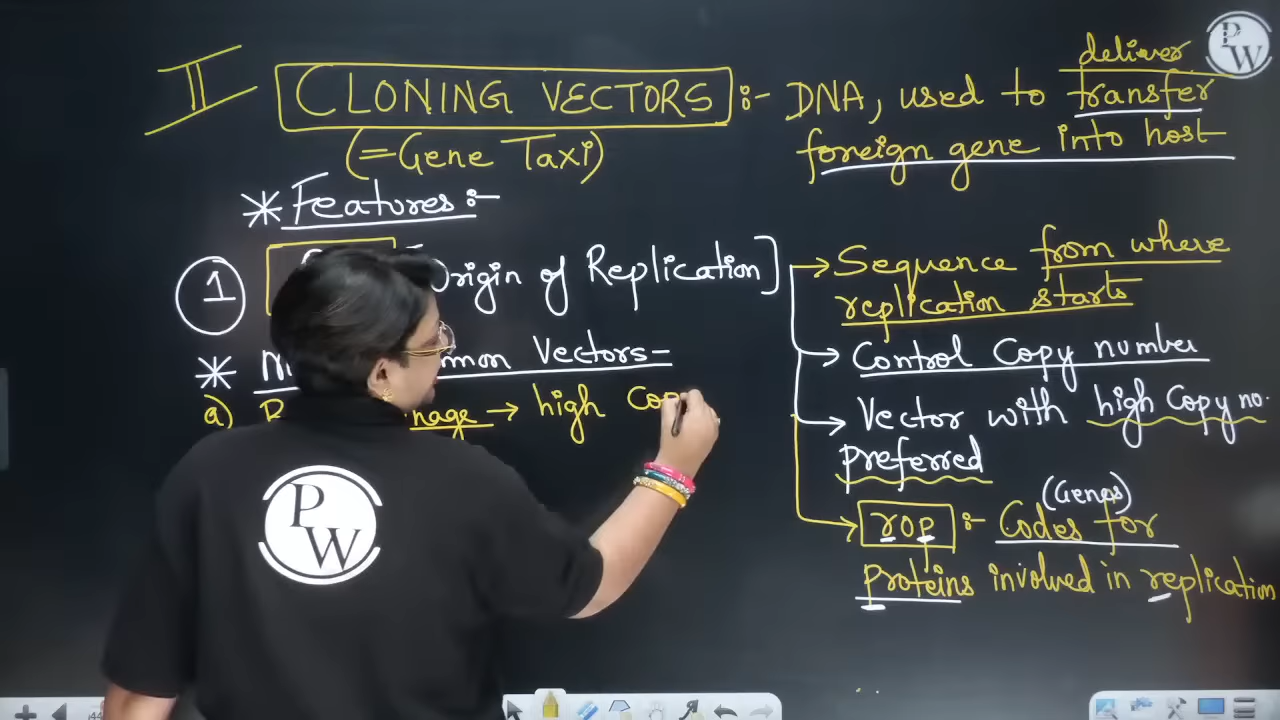 II CLONING VECTORS :- DNA, used to transfer
deliver
(=Gene Taxi)
foreign gene into host
* Features :-
1 Origin of Replication]
→ Sequence from where
replication starts
→ Control Copy number
→ Vector with high Copy no.
preferred
→ rop :- Codes for
(Genes)
proteins involved in replication
* Vectors-
a) → high Cop
PW
PW